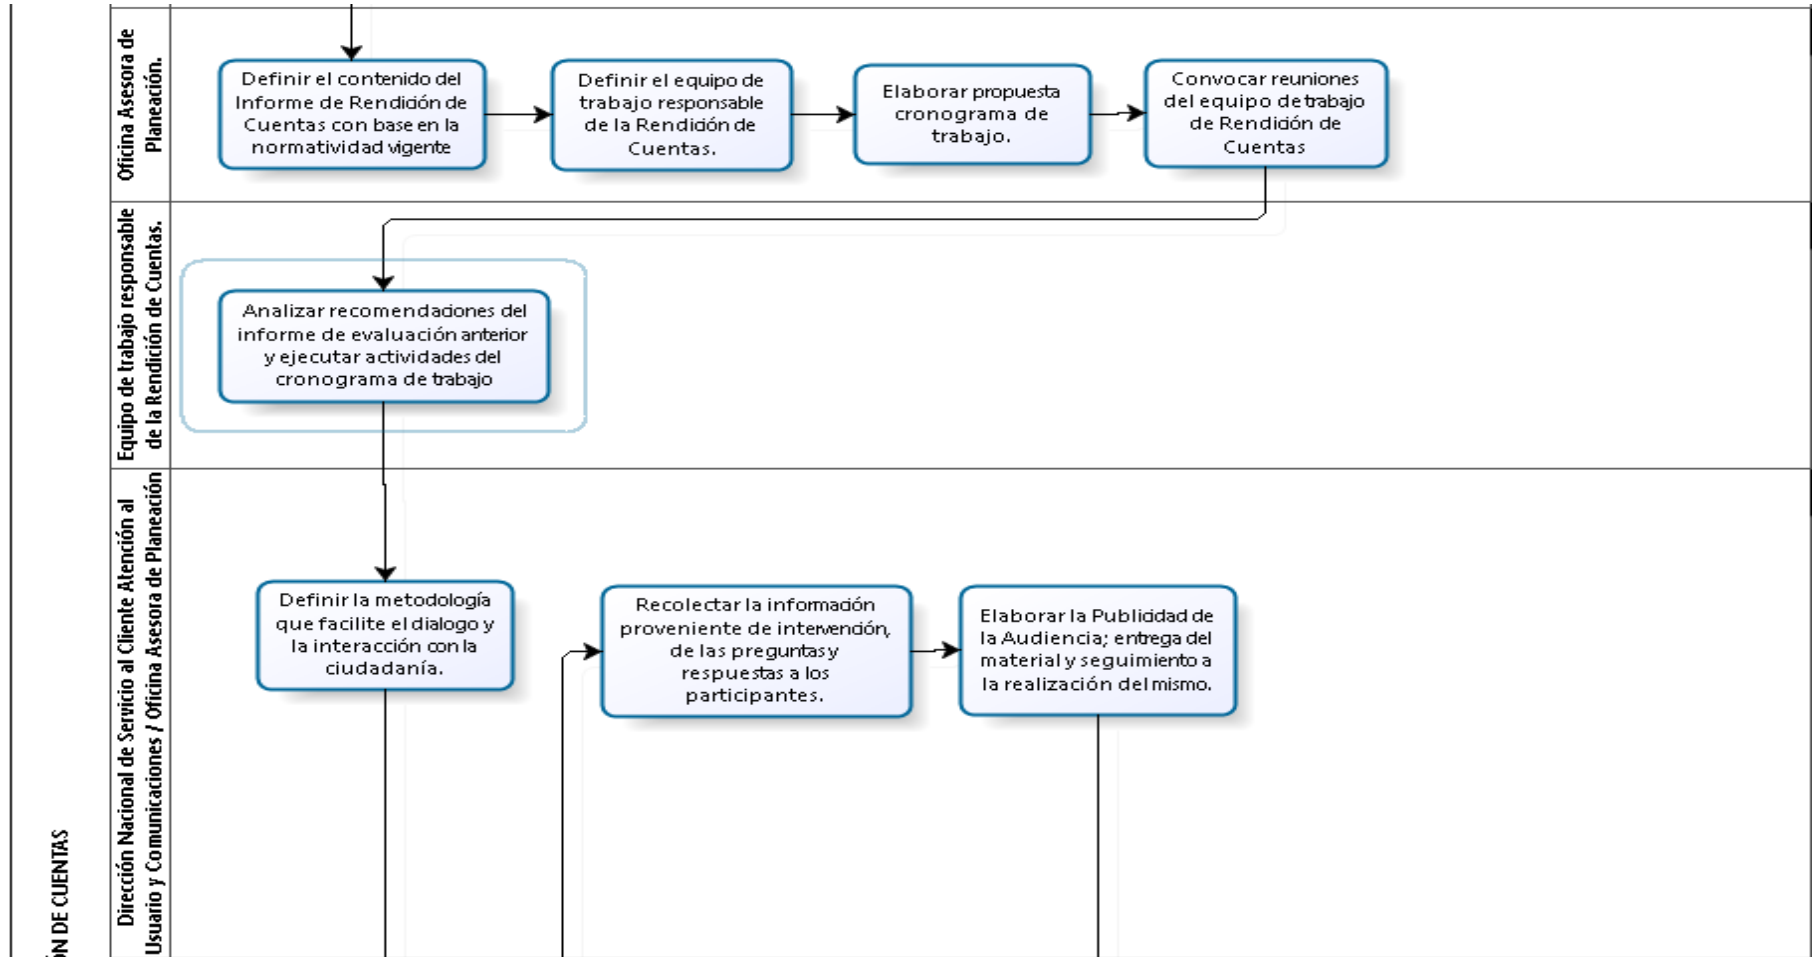 Oficina Asesora de
Planeación.
Definir el contenido del
Informe de Rendición de
Cuentas con base en la
normatividad vigente
Definir el equipo de
trabajo responsable
de la Rendición de
Cuentas.
Elaborar propuesta
cronograma de
trabajo.
Convocar reuniones
del equipo de trabajo
de Rendición de
Cuentas
Equipo de trabajo responsable
de la Rendición de Cuentas.
Analizar recomendaciones del
informe de evaluación anterior
y ejecutar actividades del
cronograma de trabajo
Dirección Nacional de Servicio al Cliente Atención al
Usuario y Comunicaciones / Oficina Asesora de Planeación
Definir la metodología
que facilite el dialogo y
la interacción con la
ciudadanía.
Recolectar la información
proveniente de intervención,
de las preguntas y
respuestas a los
participantes.
Elaborar la Publicidad de
la Audiencia; entrega del
material y seguimiento a
la realización del mismo.
ÓN DE CUENTAS